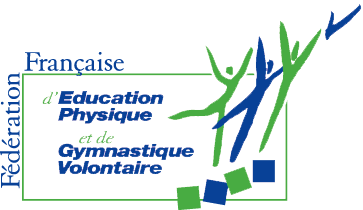 Fédération
Française
d'Education
Physique
et de
Gymnastique
Volontaire